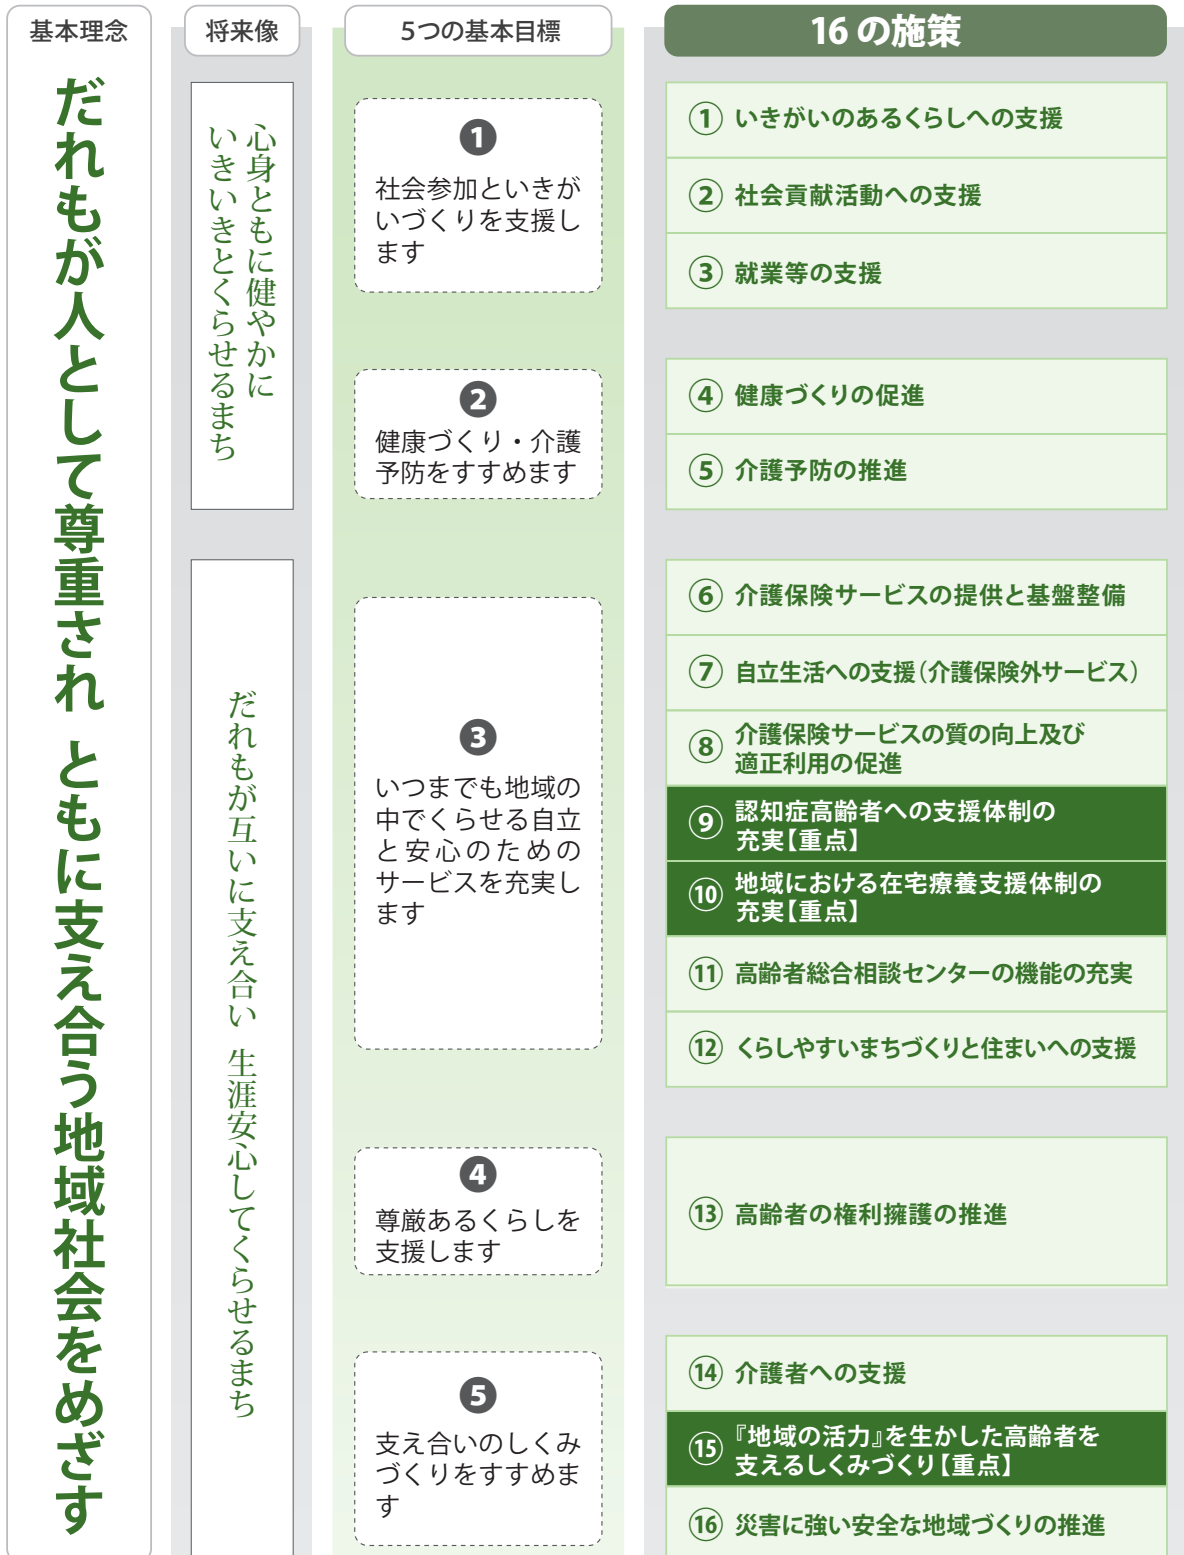 基本理念
だれもが人として尊重され ともに支え合う地域社会をめざす
将来像
心身ともに健やかに
いきいきとくらせるまち
だれもが互いに支え合い 生涯安心してくらせるまち
5つの基本目標
❶
社会参加といきが
いづくりを支援し
ます
❷
健康づくり・介護
予防をすすめます
❸
いつまでも地域の
中でくらせる自立
と安心のための
サービスを充実し
ます
❹
尊厳あるくらしを
支援します
❺
支え合いのしくみ
づくりをすすめま
す
16の施策
① いきがいのあるくらしへの支援
② 社会貢献活動への支援
③ 就業等の支援
④ 健康づくりの促進
⑤ 介護予防の推進
⑥ 介護保険サービスの提供と基盤整備
⑦ 自立生活への支援(介護保険外サービス)
⑧ 介護保険サービスの質の向上及び
適正利用の促進
⑨ 認知症高齢者への支援体制の
充実【重点】
⑩ 地域における在宅療養支援体制の
充実【重点】
⑪ 高齢者総合相談センターの機能の充実
⑫ くらしやすいまちづくりと住まいへの支援
⑬ 高齢者の権利擁護の推進
⑭ 介護者への支援
⑮ 『地域の活力』を生かした高齢者を
支えるしくみづくり【重点】
⑯ 災害に強い安全な地域づくりの推進